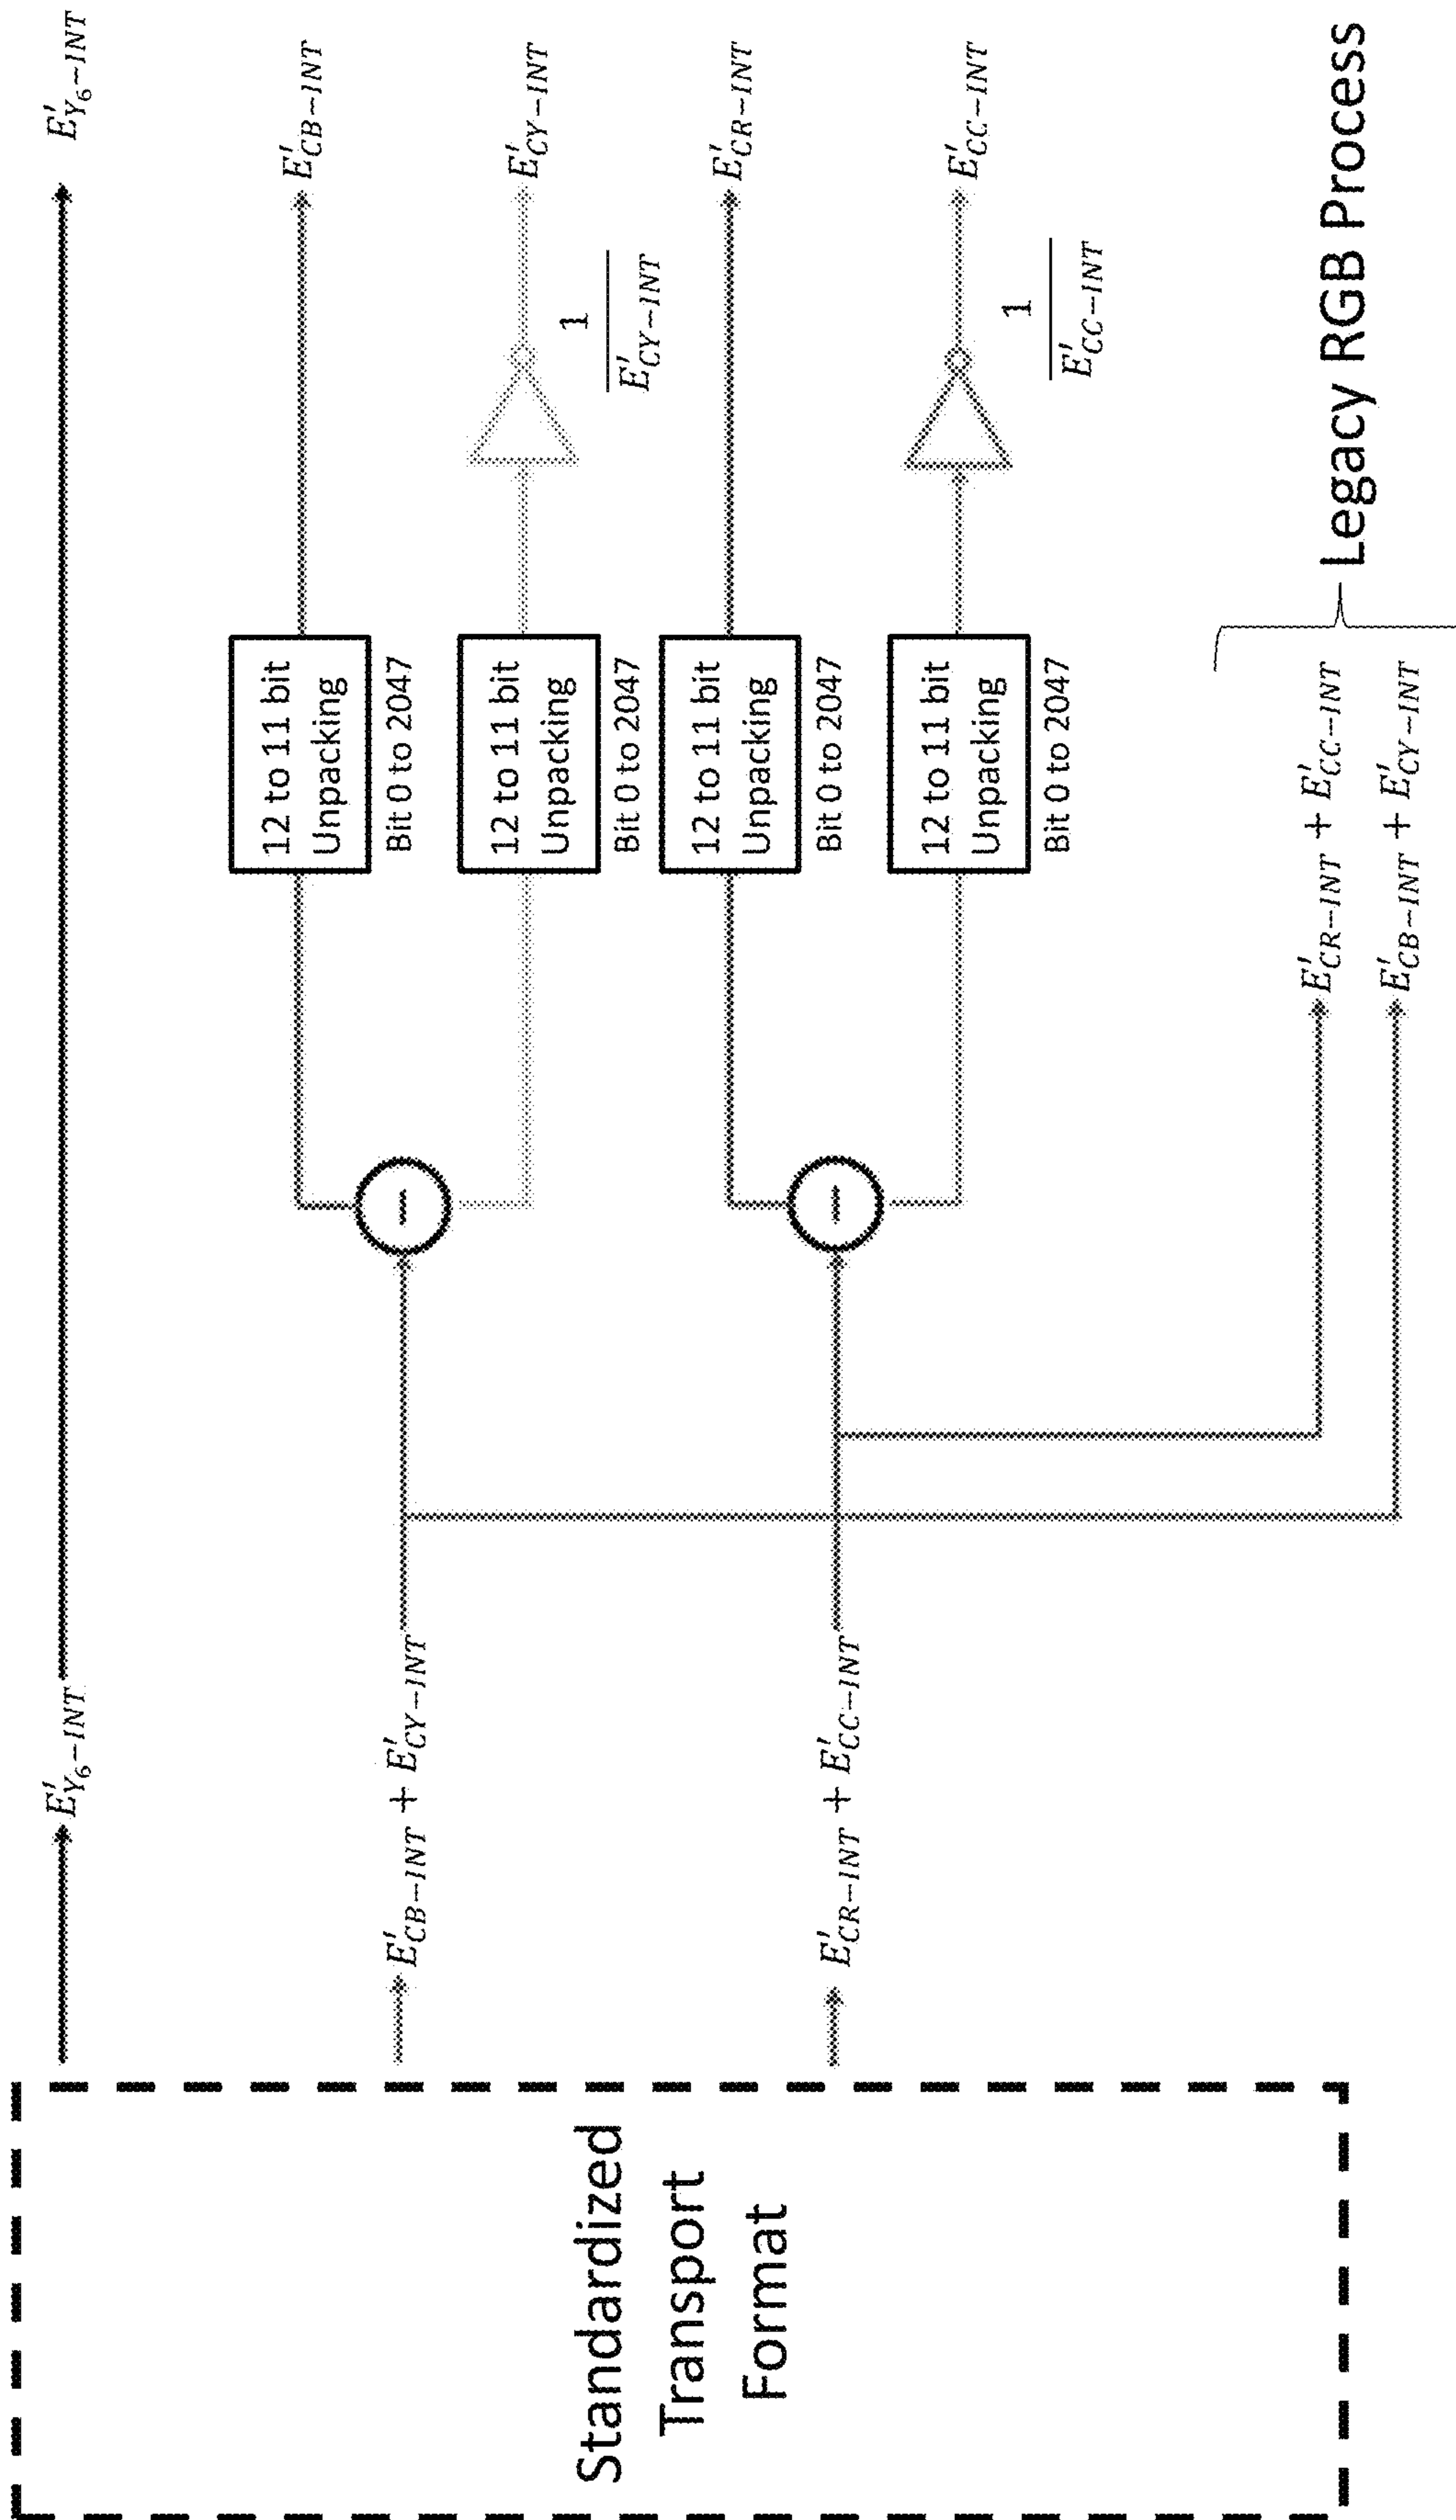 Standardized
Transport
Format
E'_{Y_6-INT}
E'_{Y_6-INT}
E'_{CB-INT} + E'_{CY-INT}
E'_{CR-INT} + E'_{CC-INT}
−
−
12 to 11 bit
Unpacking
Bit 0 to 2047
E'_{CB-INT}
12 to 11 bit
Unpacking
Bit 0 to 2047
1
E'_{CY-INT}
E'_{CY-INT}
12 to 11 bit
Unpacking
Bit 0 to 2047
E'_{CR-INT}
12 to 11 bit
Unpacking
Bit 0 to 2047
1
E'_{CC-INT}
E'_{CC-INT}
E'_{CR-INT} + E'_{CC-INT}
E'_{CB-INT} + E'_{CY-INT}
Legacy RGB Process